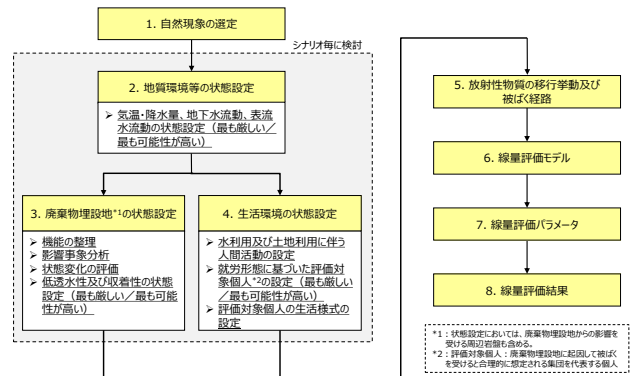 1. 自然現象の選定
シナリオ毎に検討
2. 地質環境等の状態設定
➢ 気温・降水量、地下水流動、表流
水流動の状態設定（最も厳しい／
最も可能性が高い）
3. 廃棄物埋設地*1の状態設定
➢ 機能の整理
➢ 影響事象分析
➢ 状態変化の評価
➢ 低透水性及び収着性の状態
設定（最も厳しい／最も可能
性が高い）
4. 生活環境の状態設定
➢ 水利用及び土地利用に伴う
人間活動の設定
➢ 就労形態に基づいた評価対
象個人*2の設定（最も厳しい
／最も可能性が高い）
➢ 評価対象個人の生活様式の
設定
5. 放射性物質の移行挙動及び
被ばく経路
6. 線量評価モデル
7. 線量評価パラメータ
8. 線量評価結果
*1：状態設定においては、廃棄物埋設地からの影響を
受ける周辺岩盤も含める。
*2：評価対象個人：廃棄物埋設地に起因して被ばく
を受けると合理的に想定される集団を代表する個人